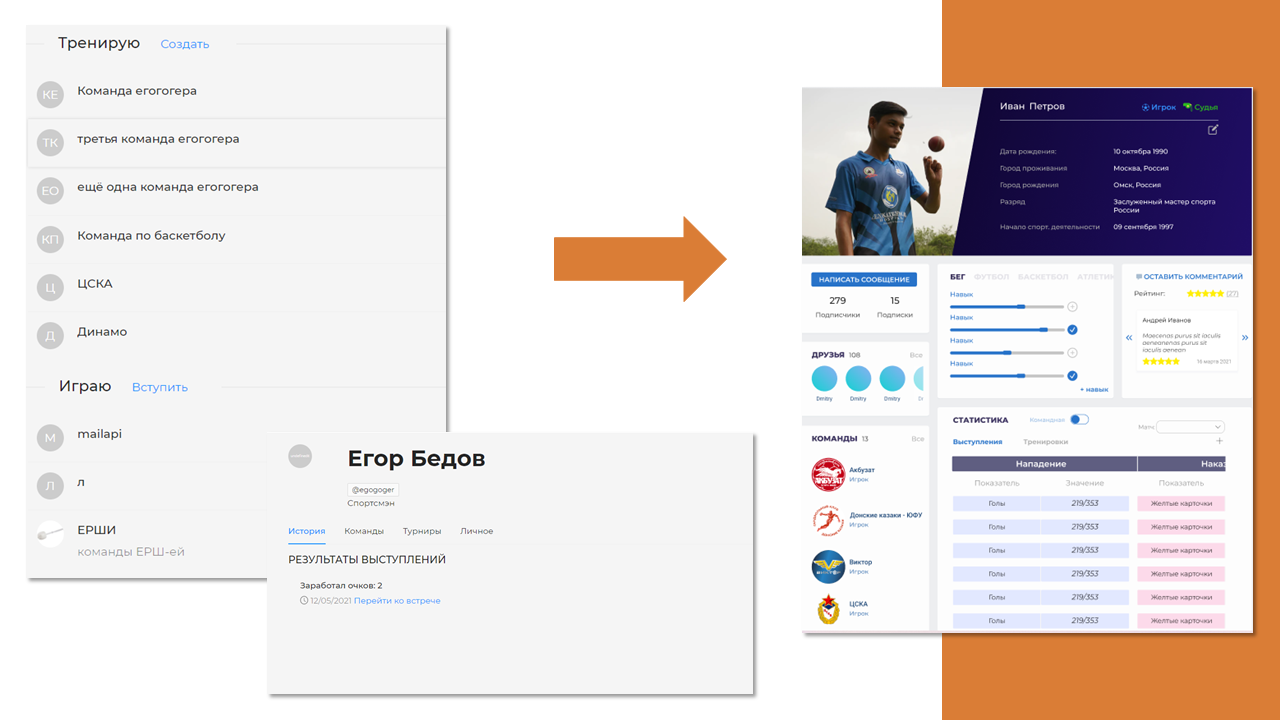 Тренирую Создать
КЕ Команда егогогера
ТК третья команда егогогера
ЕО ещё одна команда егогогера
КП Команда по баскетболу
Ц ЦСКА
Д Динамо
Играю Вступить
М mailapi
Л л
ЕРШИ
команды ЕРШ-ей
Егор Бедов
@egogoger
Спортсмэн
История Команды Турниры Личное
РЕЗУЛЬТАТЫ ВЫСТУПЛЕНИЙ
Заработал очков: 2
12/05/2021 Перейти ко встрече
Иван Петров Игрок Судья
Дата рождения: 10 октября 1990
Город проживания Москва, Россия
Город рождения Омск, Россия
Разряд Заслуженный мастер спорта
России
Начало спорт. деятельности 09 сентября 1997
НАПИСАТЬ СООБЩЕНИЕ
279 15
Подписчики Подписки
ДРУЗЬЯ 108 Все
Dmitry Dmitry Dmitry
КОМАНДЫ 13 Все
Акбузат
Игрок
Донские казаки - ЮФУ
Игрок
Виктор
Игрок
ЦСКА
Игрок
БЕГ ФУТБОЛ БАСКЕТБОЛ АТЛЕТИ
Навык
Навык
Навык
Навык
+ навык
ОСТАВИТЬ КОММЕНТАРИЙ
Рейтинг: (27)
Андрей Иванов
Maecenas purus sit iaculis
aeneanenas purus sit
iaculis aenean
16 марта 2021
СТАТИСТИКА Командная
Матч
Выступления Тренировки +
Нападение Нака
Показатель Значение Показатель
Голы 219/353 Желтые карточки
Голы 219/353 Желтые карточки
Голы 219/353 Желтые карточки
Голы 219/353 Желтые карточки
Голы 219/353 Желтые карточки
Голы 219/353 Желтые карточки